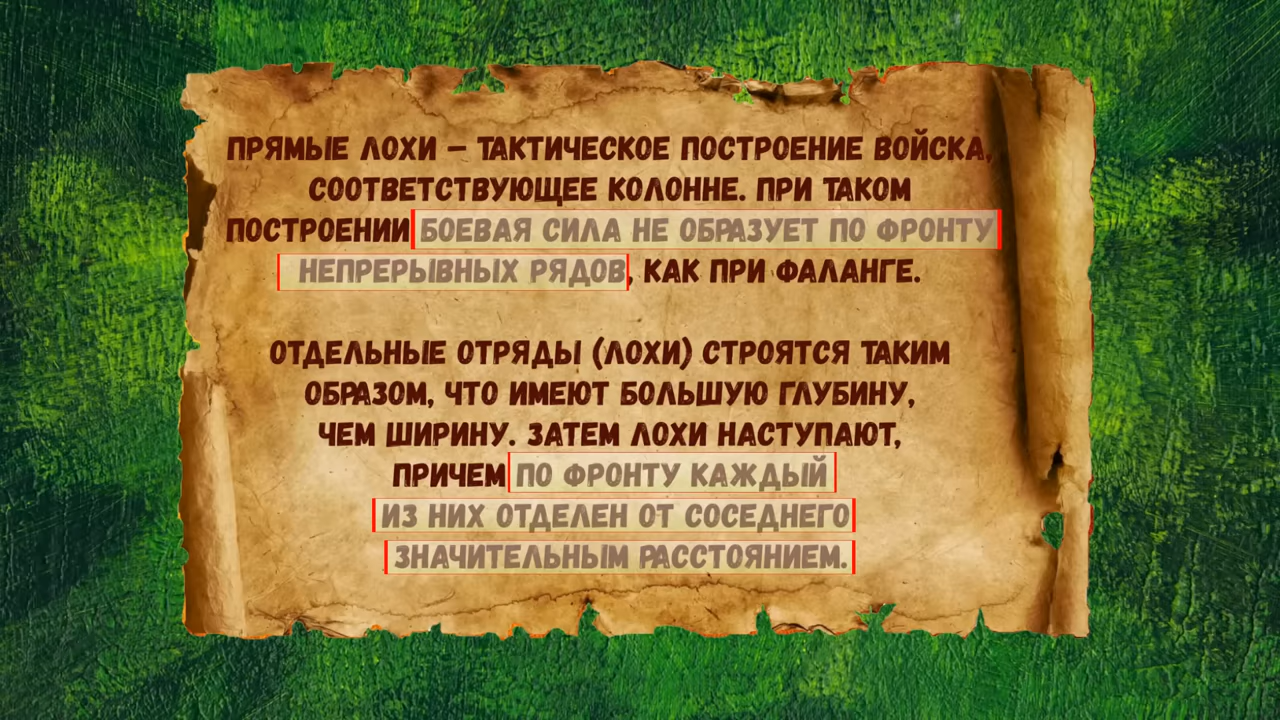 ПРЯМЫЕ ЛОХИ – ТАКТИЧЕСКОЕ ПОСТРОЕНИЕ ВОЙСКА,
СООТВЕТСТВУЮЩЕЕ КОЛОННЕ. ПРИ ТАКОМ
ПОСТРОЕНИИ БОЕВАЯ СИЛА НЕ ОБРАЗУЕТ ПО ФРОНТУ
НЕПРЕРЫВНЫХ РЯДОВ, КАК ПРИ ФАЛАНГЕ.
ОТДЕЛЬНЫЕ ОТРЯДЫ (ЛОХИ) СТРОЯТСЯ ТАКИМ
ОБРАЗОМ, ЧТО ИМЕЮТ БОЛЬШУЮ ГЛУБИНУ,
ЧЕМ ШИРИНУ. ЗАТЕМ ЛОХИ НАСТУПАЮТ,
ПРИЧЕМ ПО ФРОНТУ КАЖДЫЙ
ИЗ НИХ ОТДЕЛЕН ОТ СОСЕДНЕГО
ЗНАЧИТЕЛЬНЫМ РАССТОЯНИЕМ.